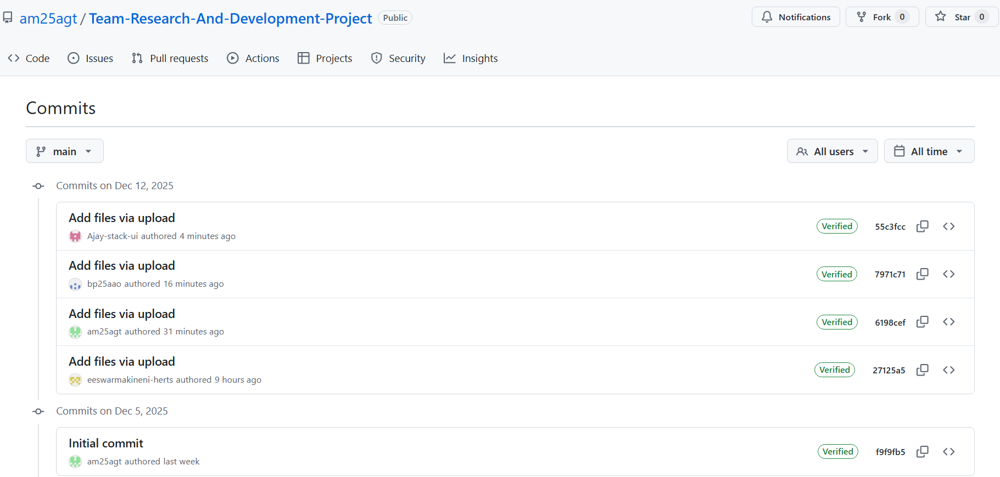 am25agt / Team-Research-And-Development-Project Public Notifications Fork 0 Star 0
Code Issues Pull requests Actions Projects Security Insights
Commits
main All users All time
Commits on Dec 12, 2025
Add files via upload
Ajay-stack-ui authored 4 minutes ago Verified 55c3fcc
Add files via upload
bp25aao authored 16 minutes ago Verified 7971c71
Add files via upload
am25agt authored 31 minutes ago Verified 6198cef
Add files via upload
eeswarmakineni-herts authored 9 hours ago Verified 27125a5
Commits on Dec 5, 2025
Initial commit
am25agt authored last week Verified f9f9fb5